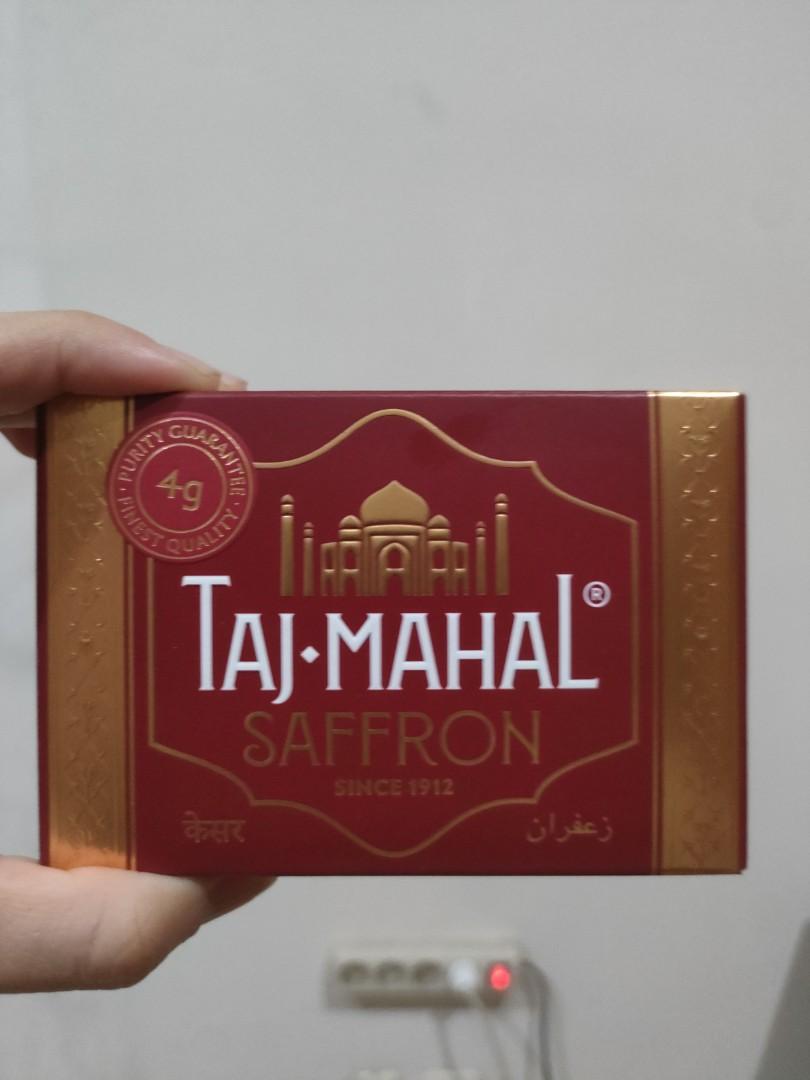 · PURITY GUARANTEE ·
4g
FINEST QUALITY
TAJ·MAHAL®
SAFFRON
SINCE 1912
केसर
زعفران